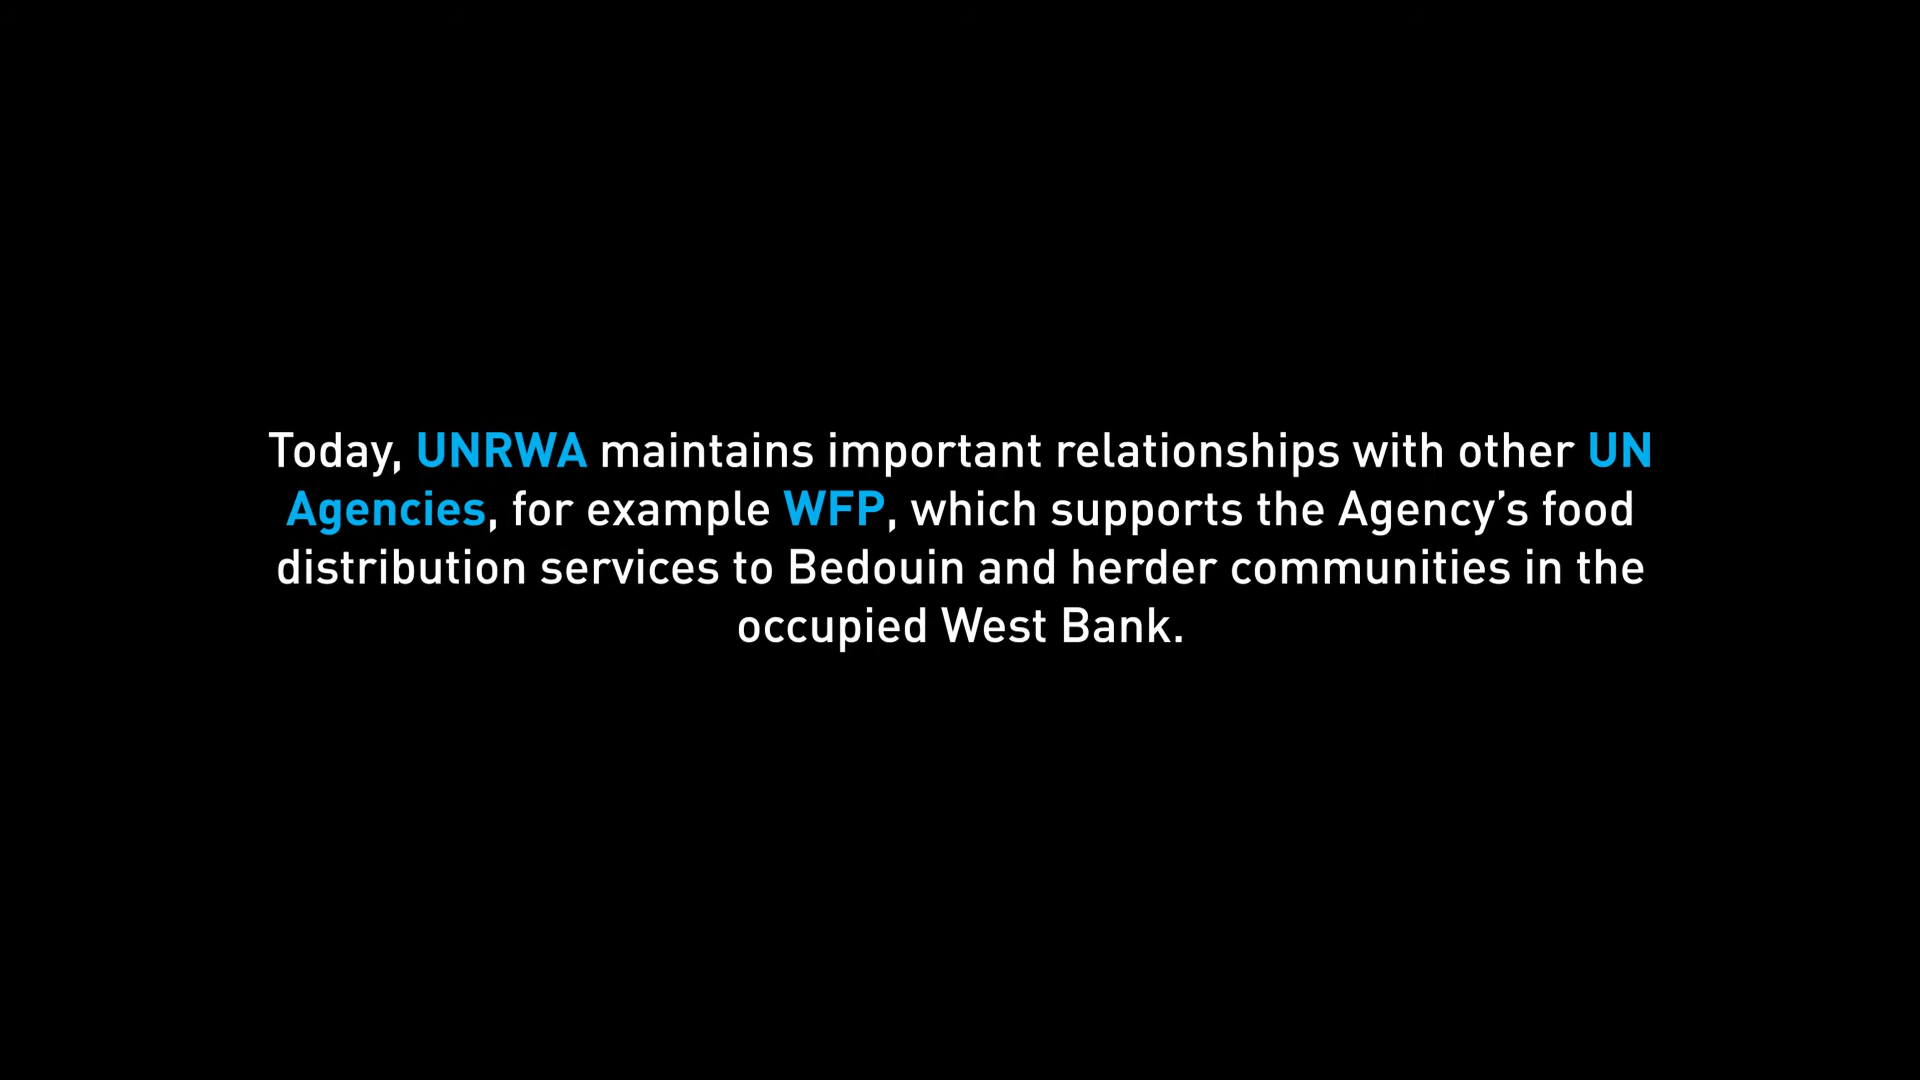 Today, UNRWA maintains important relationships with other UN
Agencies, for example WFP, which supports the Agency’s food
distribution services to Bedouin and herder communities in the
occupied West Bank.